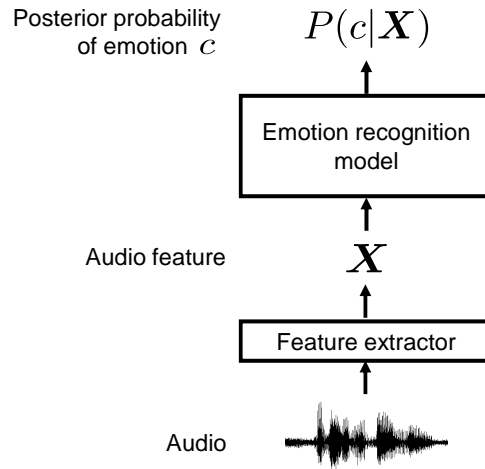 Posterior probability
of emotion c
P(c|X)
Emotion recognition
model
Audio feature
X
Feature extractor
Audio